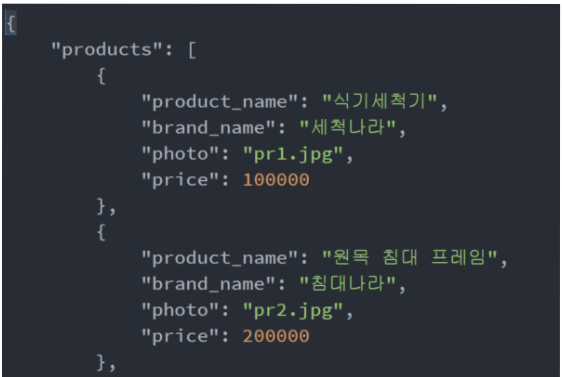 {
"products": [
{
"product_name": "식기세척기",
"brand_name": "세척나라",
"photo": "pr1.jpg",
"price": 100000
},
{
"product_name": "원목 침대 프레임",
"brand_name": "침대나라",
"photo": "pr2.jpg",
"price": 200000
},